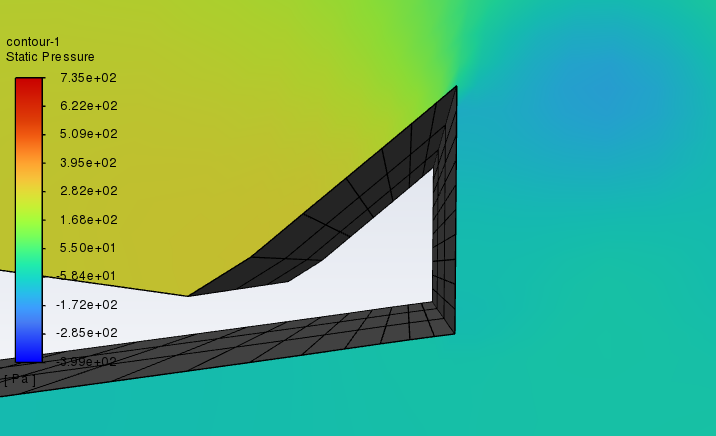 contour-1
Static Pressure
7.35e+02
6.22e+02
5.09e+02
3.95e+02
2.82e+02
1.68e+02
5.50e+01
-5.84e+01
-1.72e+02
-2.85e+02
-3.99e+02
[ Pa ]